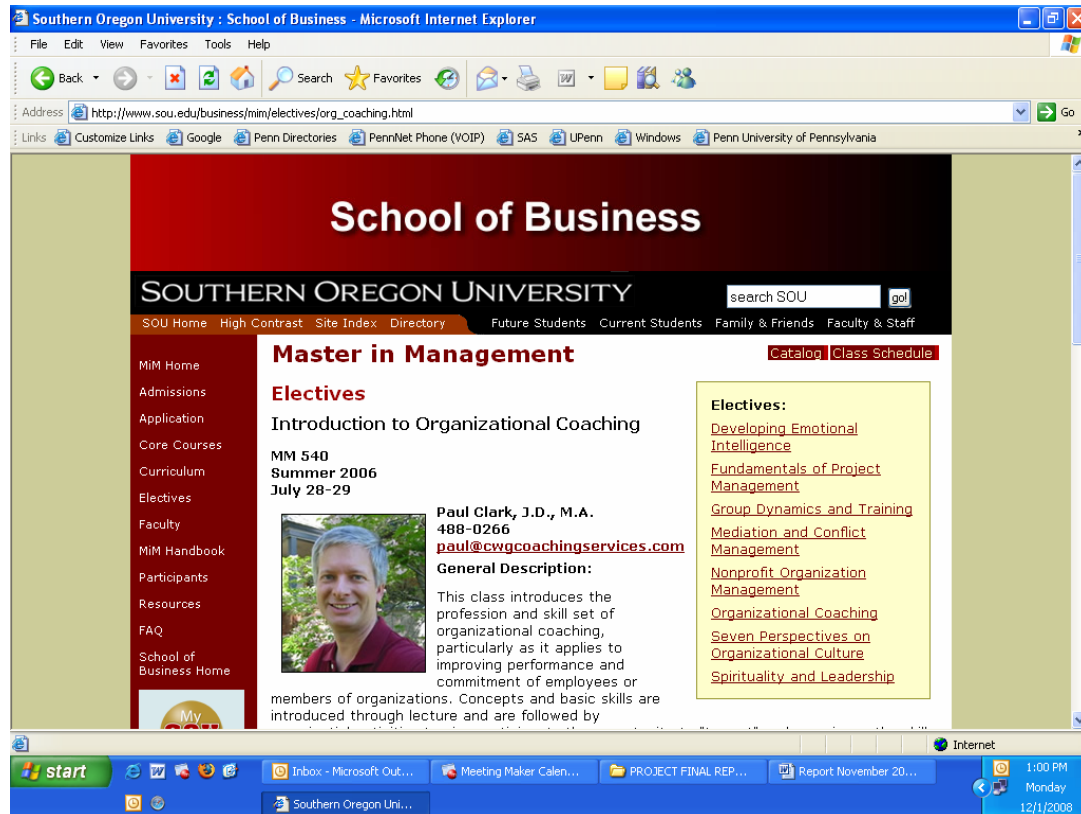 Southern Oregon University : School of Business - Microsoft Internet Explorer
File Edit View Favorites Tools Help
Back Search Favorites
Address http://www.sou.edu/business/mim/electives/org_coaching.html Go
Links Customize Links Google Penn Directories PennNet Phone (VOIP) SAS UPenn Windows Penn University of Pennsylvania
School of Business
SOUTHERN OREGON UNIVERSITY
search SOU go!
SOU Home High Contrast Site Index Directory Future Students Current Students Family & Friends Faculty & Staff
MiM Home
Admissions
Application
Core Courses
Curriculum
Electives
Faculty
MiM Handbook
Participants
Resources
FAQ
School of
Business Home
My
Master in Management
Catalog Class Schedule
Electives
Introduction to Organizational Coaching
MM 540
Summer 2006
July 28-29
Paul Clark, J.D., M.A.
488-0266
paul@cwgcoachingservices.com
General Description:
This class introduces the
profession and skill set of
organizational coaching,
particularly as it applies to
improving performance and
commitment of employees or
members of organizations. Concepts and basic skills are
introduced through lecture and are followed by
Electives:
Developing Emotional
Intelligence
Fundamentals of Project
Management
Group Dynamics and Training
Mediation and Conflict
Management
Nonprofit Organization
Management
Organizational Coaching
Seven Perspectives on
Organizational Culture
Spirituality and Leadership
Internet
start
Inbox - Microsoft Out...
Meeting Maker Calen...
PROJECT FINAL REP...
Report November 20...
Southern Oregon Uni...
1:00 PM
Monday
12/1/2008